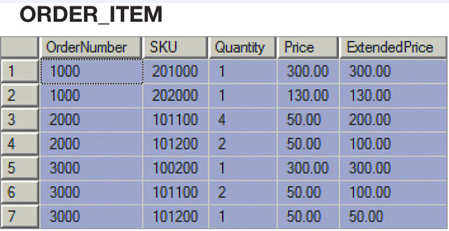 ORDER_ITEM
OrderNumber SKU Quantity Price ExtendedPrice
1 1000 201000 1 300.00 300.00
2 1000 202000 1 130.00 130.00
3 2000 101100 4 50.00 200.00
4 2000 101200 2 50.00 100.00
5 3000 100200 1 300.00 300.00
6 3000 101100 2 50.00 100.00
7 3000 101200 1 50.00 50.00